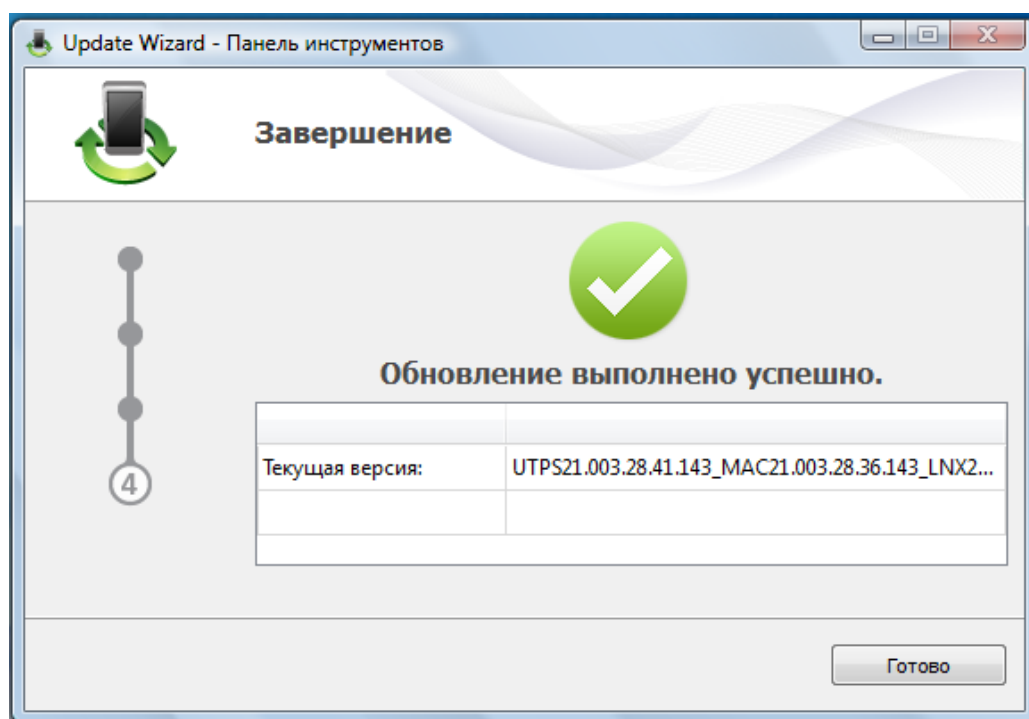 Update Wizard - Панель инструментов
Завершение
Обновление выполнено успешно.
Текущая версия: UTPS21.003.28.41.143_MAC21.003.28.36.143_LNX2...
4
Готово